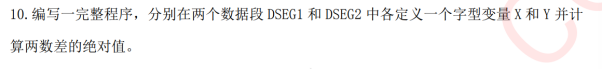 10.编写一完整程序，分别在两个数据段 DSEG1 和 DSEG2 中各定义一个字型变量 X 和 Y 并计
算两数差的绝对值。